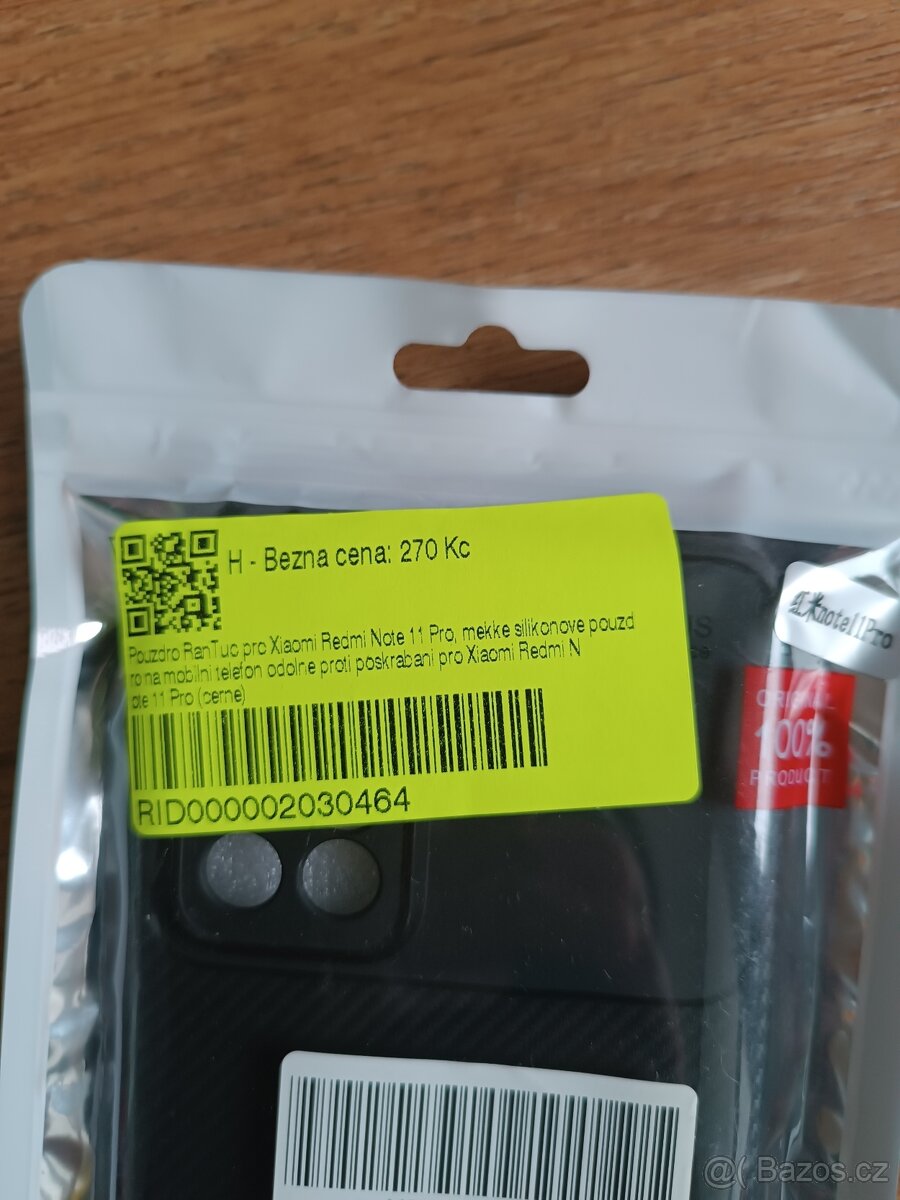 H - Bezna cena: 270 Kc
Pouzdro RanTuo pro Xiaomi Redmi Note 11 Pro, mekke silikonove pouzd
ro na mobilni telefon odolne proti poskrabani pro Xiaomi Redmi N
ote 11 Pro (cerne)
RID000002030464
红米note11Pro
ORIGINAL
100%
PRODUCT
@( Bazos.cz